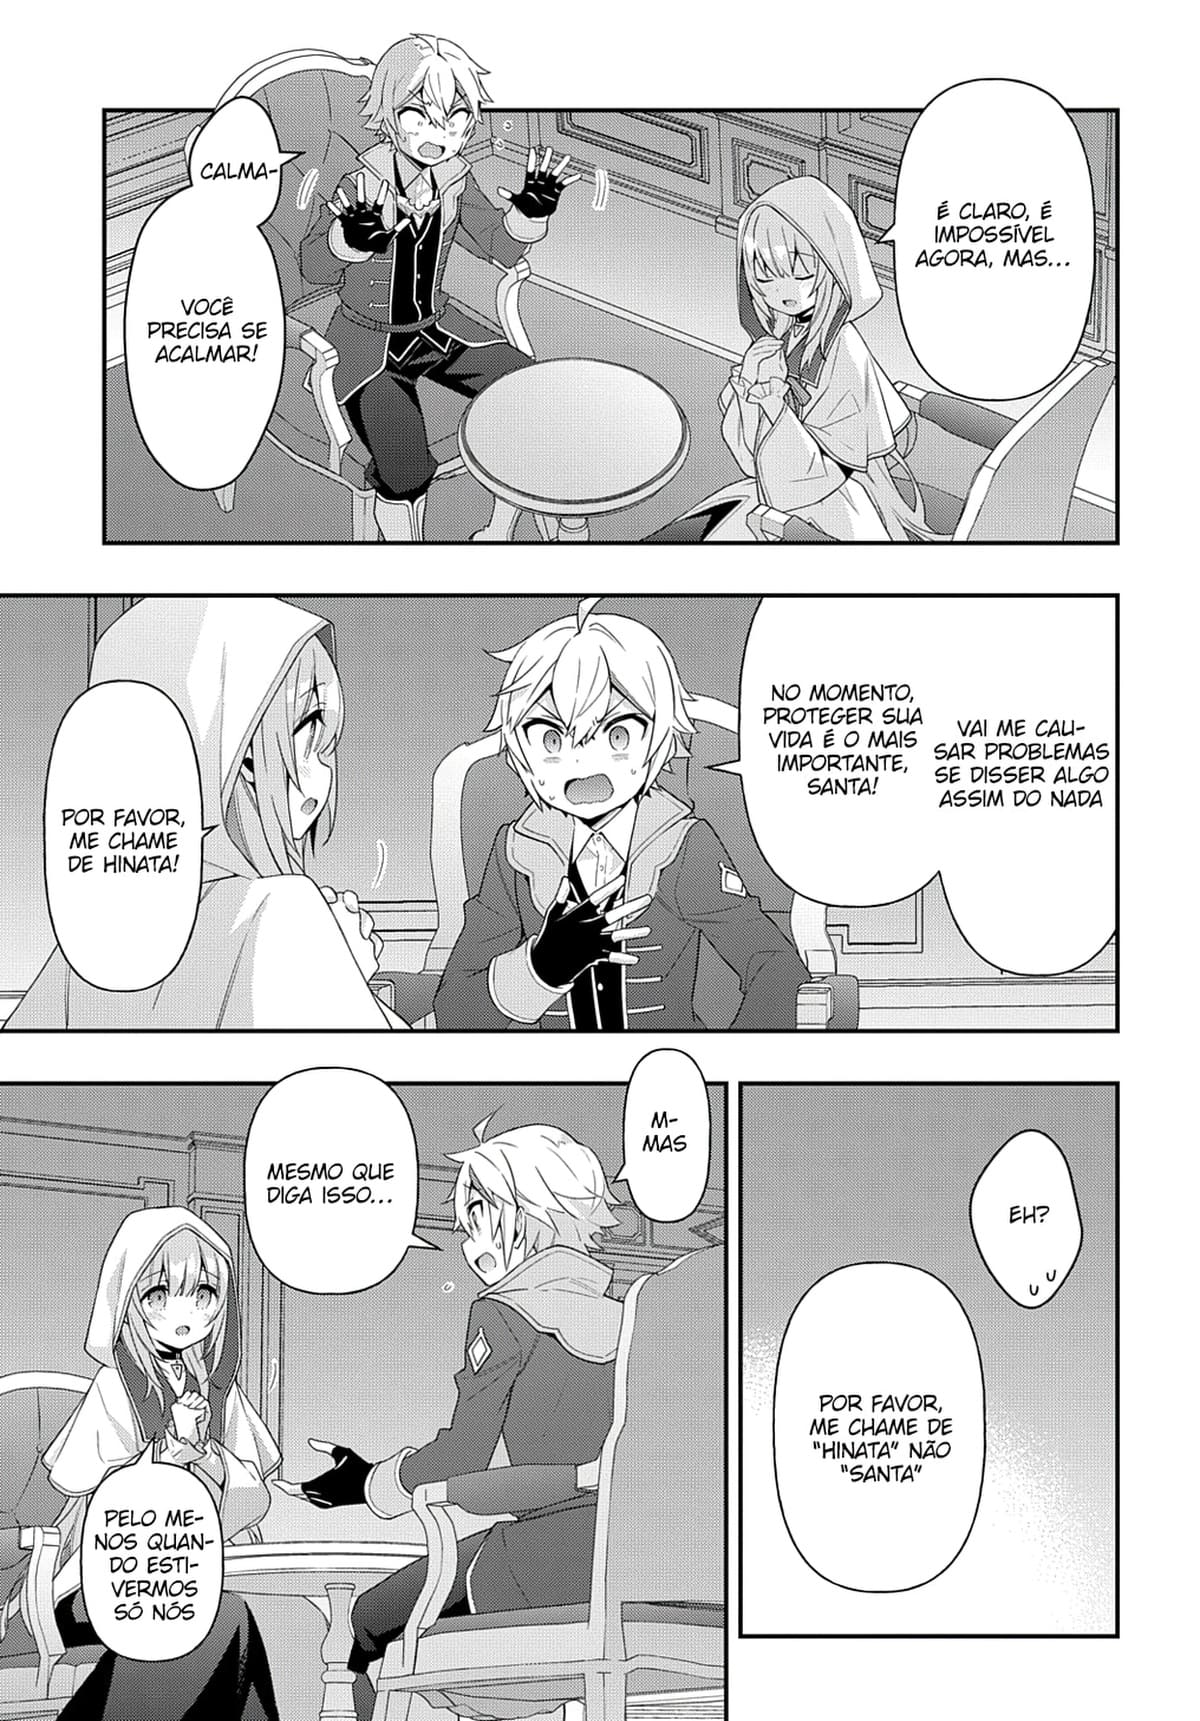 É CLARO, É
IMPOSSÍVEL
AGORA, MAS...
CALMA-
VOCÊ
PRECISA SE
ACALMAR!
VAI ME CAU-
SAR PROBLEMAS
SE DISSER ALGO
ASSIM DO NADA
NO MOMENTO,
PROTEGER SUA
VIDA É O MAIS
IMPORTANTE,
SANTA!
POR FAVOR,
ME CHAME
DE HINATA!
EH?
POR FAVOR,
ME CHAME DE
"HINATA" NÃO
"SANTA"
M-
MAS
MESMO QUE
DIGA ISSO...
PELO ME-
NOS QUAN-
DO ESTI-
VERMOS
SÓ NÓS